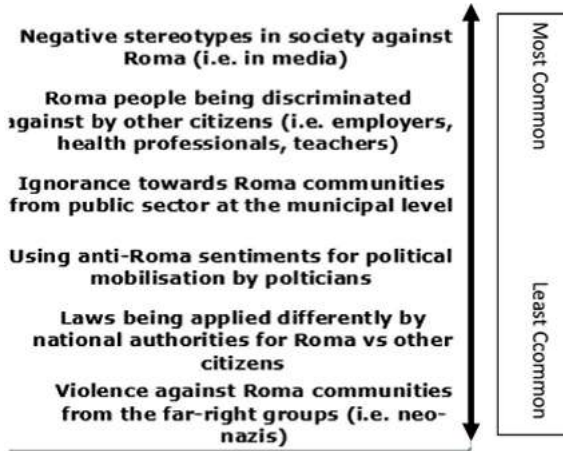 Negative stereotypes in society against
Roma (i.e. in media)
Roma people being discriminated
against by other citizens (i.e. employers,
health professionals, teachers)
Ignorance towards Roma communities
from public sector at the municipal level
Using anti-Roma sentiments for political
mobilisation by polticians
Laws being applied differently by
national authorities for Roma vs other
citizens
Violence against Roma communities
from the far-right groups (i.e. neo-
nazis)
Most Common
Least Ccommon